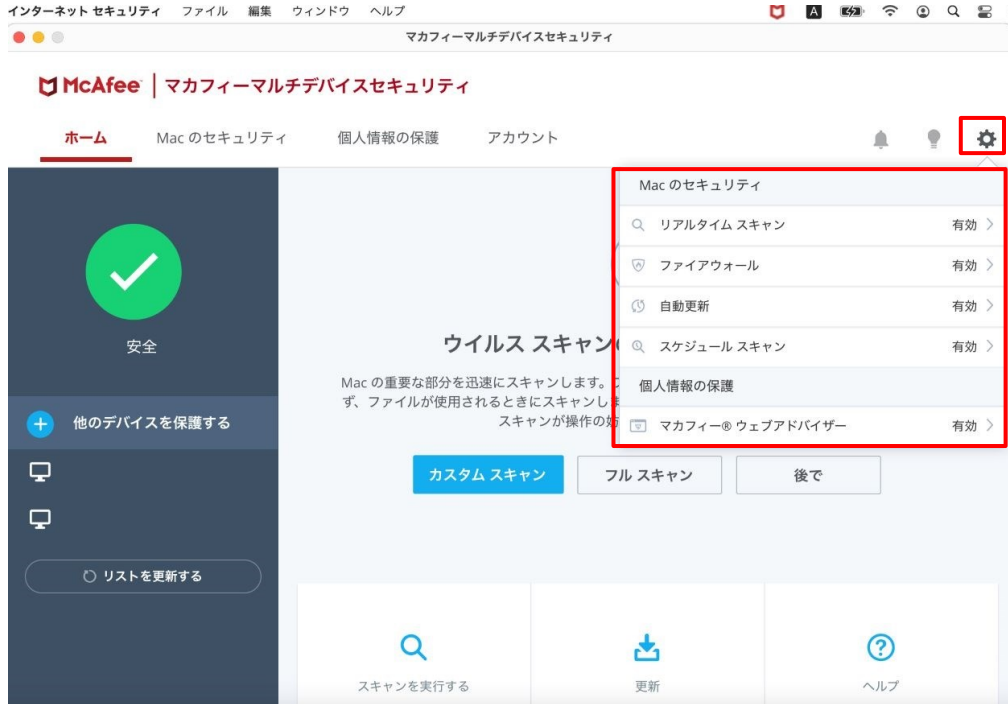 インターネット セキュリティ ファイル 編集 ウィンドウ ヘルプ A
マカフィーマルチデバイスセキュリティ
McAfee マカフィーマルチデバイスセキュリティ
ホーム Mac のセキュリティ 個人情報の保護 アカウント
Mac のセキュリティ
リアルタイム スキャン 有効
ファイアウォール 有効
自動更新 有効
スケジュール スキャン 有効
個人情報の保護
マカフィー® ウェブアドバイザー 有効
安全
他のデバイスを保護する
リストを更新する
ウイルス スキャン
Mac の重要な部分を迅速にスキャンします。
ず、ファイルが使用されるときにスキャンし
スキャンが操作の
カスタム スキャン フル スキャン 後で
スキャンを実行する 更新 ヘルプ